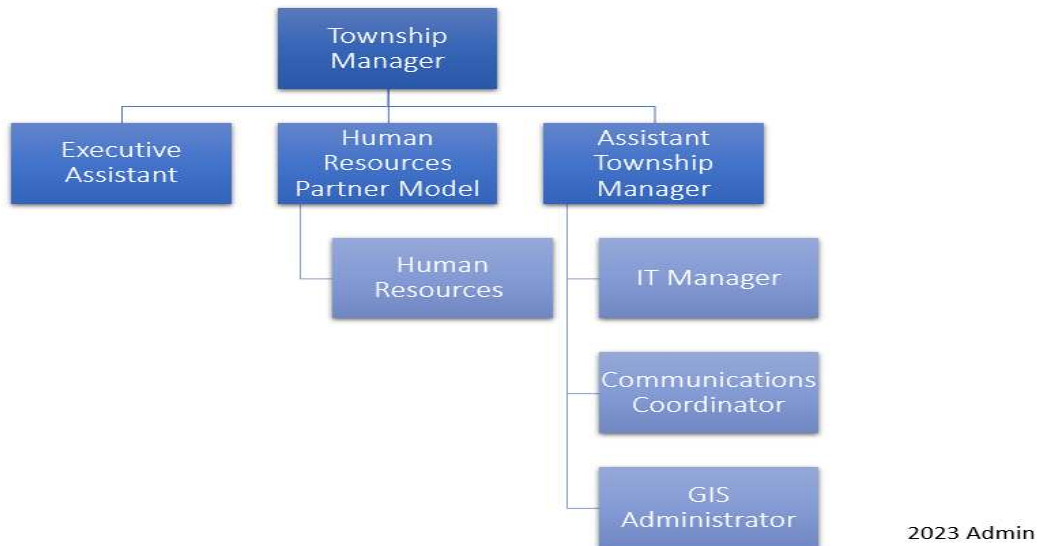 Township
Manager
Executive
Assistant
Human
Resources
Partner Model
Assistant
Township
Manager
Human
Resources
IT Manager
Communications
Coordinator
GIS
Administrator
2023 Admin